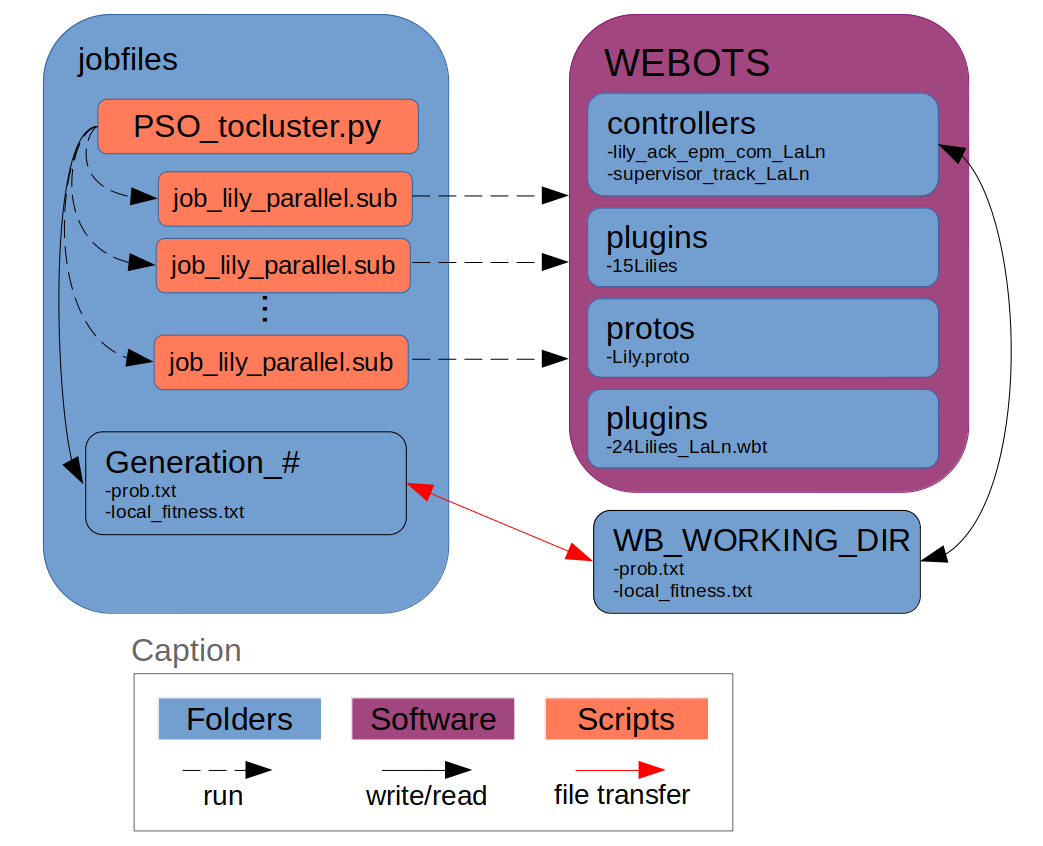 jobfiles
PSO_tocluster.py
job_lily_parallel.sub
job_lily_parallel.sub
⋮
job_lily_parallel.sub
Generation_#
-prob.txt
-local_fitness.txt
WEBOTS
controllers
-lily_ack_epm_com_LaLn
-supervisor_track_LaLn
plugins
-15Lilies
protos
-Lily.proto
plugins
-24Lilies_LaLn.wbt
WB_WORKING_DIR
-prob.txt
-local_fitness.txt
Caption
Folders
Software
Scripts
run
write/read
file transfer